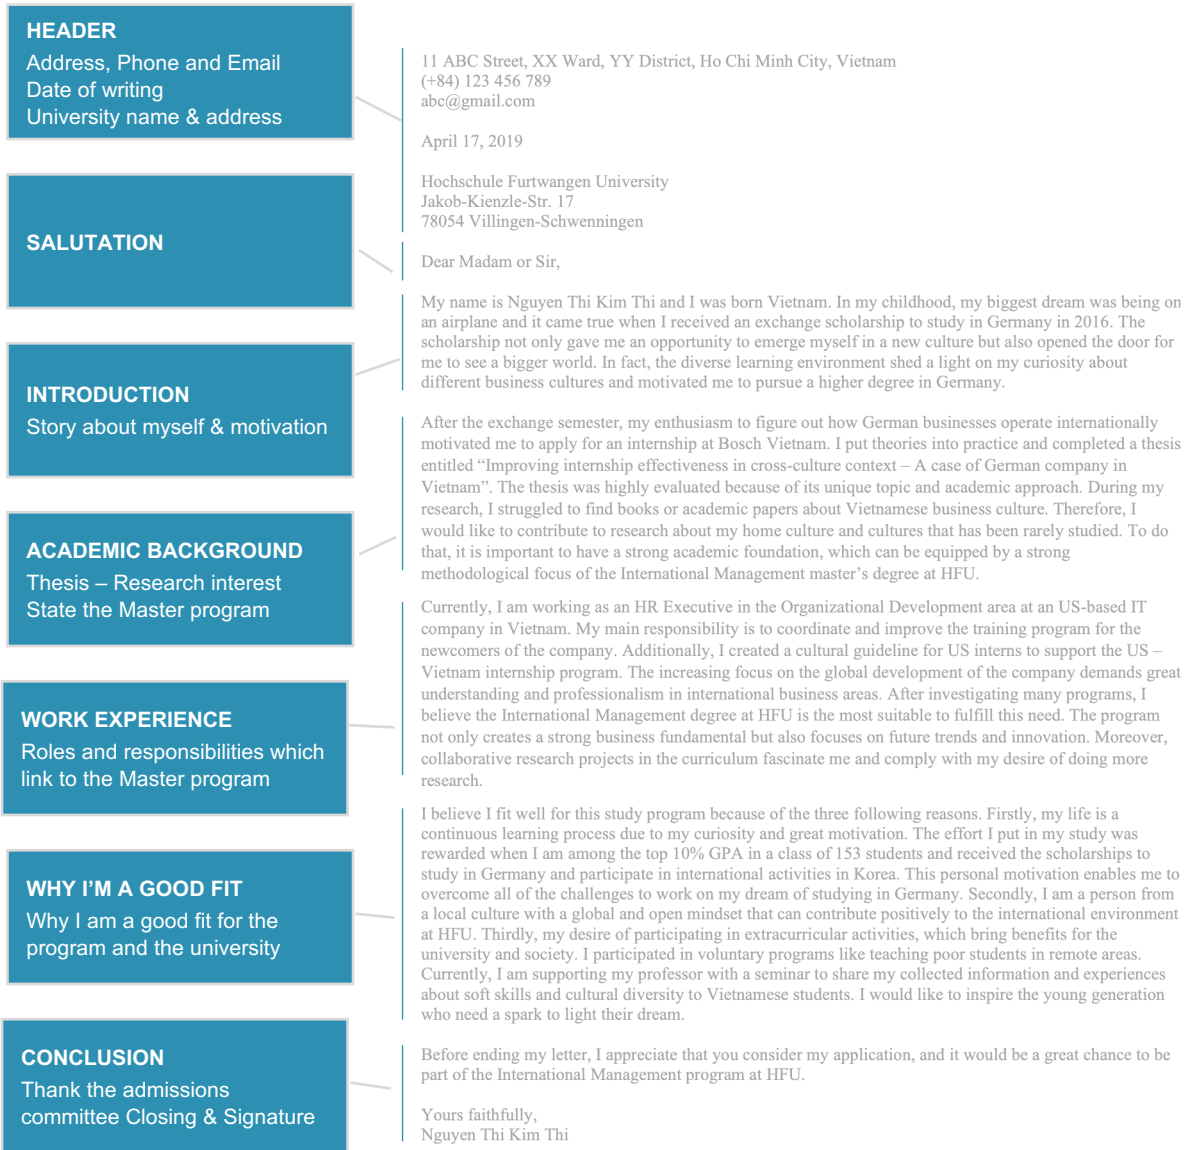 HEADER
Address, Phone and Email
Date of writing
University name & address
11 ABC Street, XX Ward, YY District, Ho Chi Minh City, Vietnam
(+84) 123 456 789
abc@gmail.com
April 17, 2019
Hochschule Furtwangen University
Jakob-Kienzle-Str. 17
78054 Villingen-Schwenningen
SALUTATION
Dear Madam or Sir,
INTRODUCTION
Story about myself & motivation
My name is Nguyen Thi Kim Thi and I was born Vietnam. In my childhood, my biggest dream was being on
an airplane and it came true when I received an exchange scholarship to study in Germany in 2016. The
scholarship not only gave me an opportunity to emerge myself in a new culture but also opened the door for
me to see a bigger world. In fact, the diverse learning environment shed a light on my curiosity about
different business cultures and motivated me to pursue a higher degree in Germany.
ACADEMIC BACKGROUND
Thesis – Research interest
State the Master program
After the exchange semester, my enthusiasm to figure out how German businesses operate internationally
motivated me to apply for an internship at Bosch Vietnam. I put theories into practice and completed a thesis
entitled “Improving internship effectiveness in cross-culture context – A case of German company in
Vietnam”. The thesis was highly evaluated because of its unique topic and academic approach. During my
research, I struggled to find books or academic papers about Vietnamese business culture. Therefore, I
would like to contribute to research about my home culture and cultures that has been rarely studied. To do
that, it is important to have a strong academic foundation, which can be equipped by a strong
methodological focus of the International Management master’s degree at HFU.
WORK EXPERIENCE
Roles and responsibilities which
link to the Master program
Currently, I am working as an HR Executive in the Organizational Development area at an US-based IT
company in Vietnam. My main responsibility is to coordinate and improve the training program for the
newcomers of the company. Additionally, I created a cultural guideline for US interns to support the US –
Vietnam internship program. The increasing focus on the global development of the company demands great
understanding and professionalism in international business areas. After investigating many programs, I
believe the International Management degree at HFU is the most suitable to fulfill this need. The program
not only creates a strong business fundamental but also focuses on future trends and innovation. Moreover,
collaborative research projects in the curriculum fascinate me and comply with my desire of doing more
research.
WHY I’M A GOOD FIT
Why I am a good fit for the
program and the university
I believe I fit well for this study program because of the three following reasons. Firstly, my life is a
continuous learning process due to my curiosity and great motivation. The effort I put in my study was
rewarded when I am among the top 10% GPA in a class of 153 students and received the scholarships to
study in Germany and participate in international activities in Korea. This personal motivation enables me to
overcome all of the challenges to work on my dream of studying in Germany. Secondly, I am a person from
a local culture with a global and open mindset that can contribute positively to the international environment
at HFU. Thirdly, my desire of participating in extracurricular activities, which bring benefits for the
university and society. I participated in voluntary programs like teaching poor students in remote areas.
Currently, I am supporting my professor with a seminar to share my collected information and experiences
about soft skills and cultural diversity to Vietnamese students. I would like to inspire the young generation
who need a spark to light their dream.
CONCLUSION
Thank the admissions
committee Closing & Signature
Before ending my letter, I appreciate that you consider my application, and it would be a great chance to be
part of the International Management program at HFU.
Yours faithfully,
Nguyen Thi Kim Thi